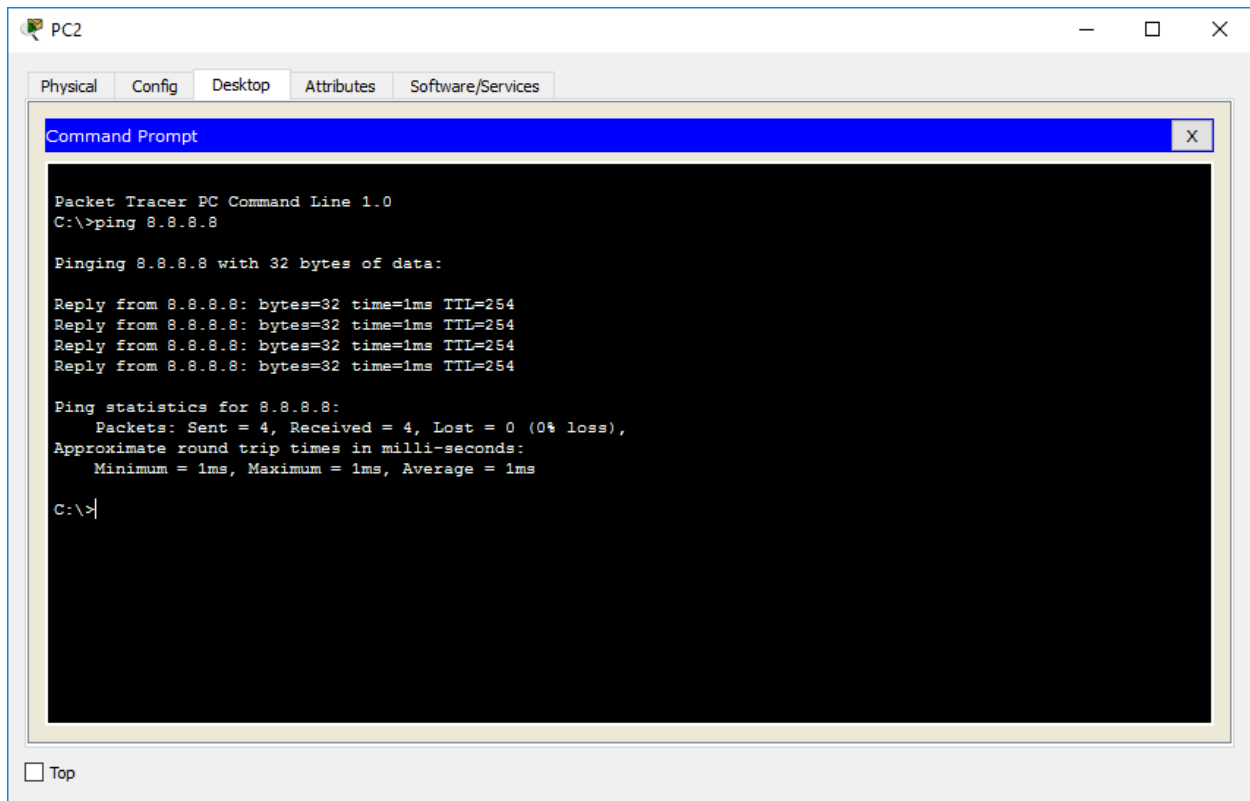 PC2
Physical Config Desktop Attributes Software/Services
Command Prompt X
Packet Tracer PC Command Line 1.0
C:\>ping 8.8.8.8
Pinging 8.8.8.8 with 32 bytes of data:
Reply from 8.8.8.8: bytes=32 time=1ms TTL=254
Reply from 8.8.8.8: bytes=32 time=1ms TTL=254
Reply from 8.8.8.8: bytes=32 time=1ms TTL=254
Reply from 8.8.8.8: bytes=32 time=1ms TTL=254
Ping statistics for 8.8.8.8:
Packets: Sent = 4, Received = 4, Lost = 0 (0% loss),
Approximate round trip times in milli-seconds:
Minimum = 1ms, Maximum = 1ms, Average = 1ms
C:\>
Top